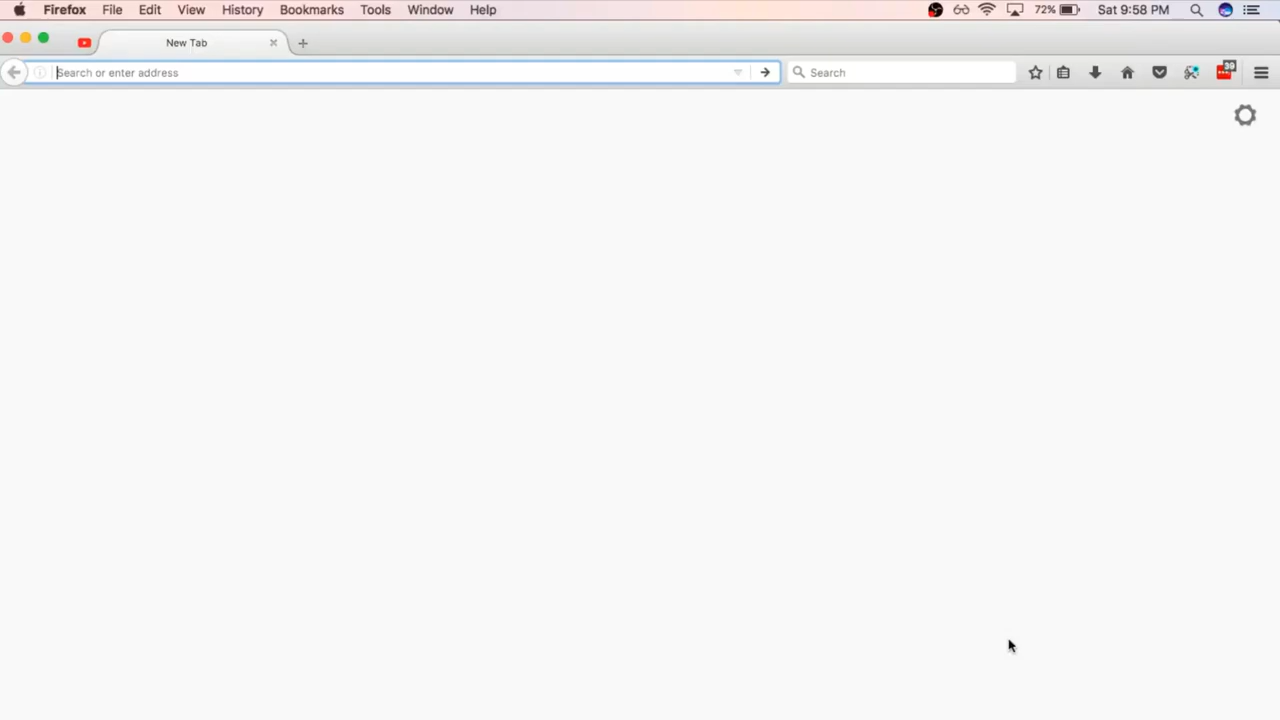 Firefox File Edit View History Bookmarks Tools Window Help 72% Sat 9:58 PM
New Tab
Search or enter address Search 39